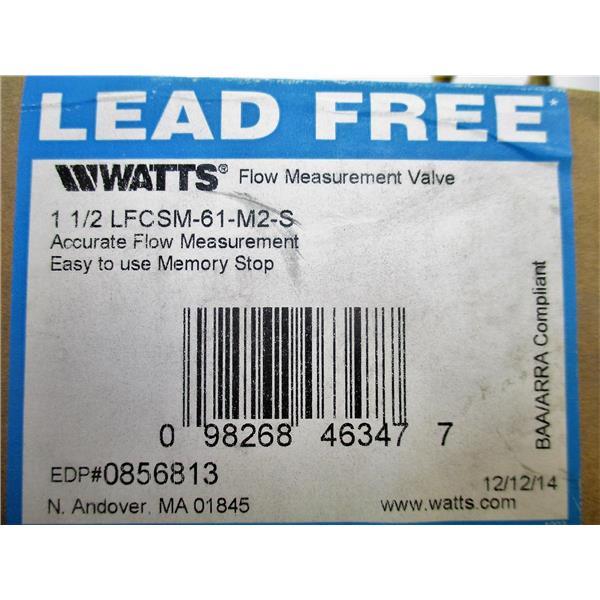 LEAD FREE*
WATTS® Flow Measurement Valve
1 1/2 LFCSM-61-M2-S
Accurate Flow Measurement
Easy to use Memory Stop
BAA/ARRA Compliant
0 98268 46347 7
EDP#0856813
12/12/14
N. Andover, MA 01845
www.watts.com